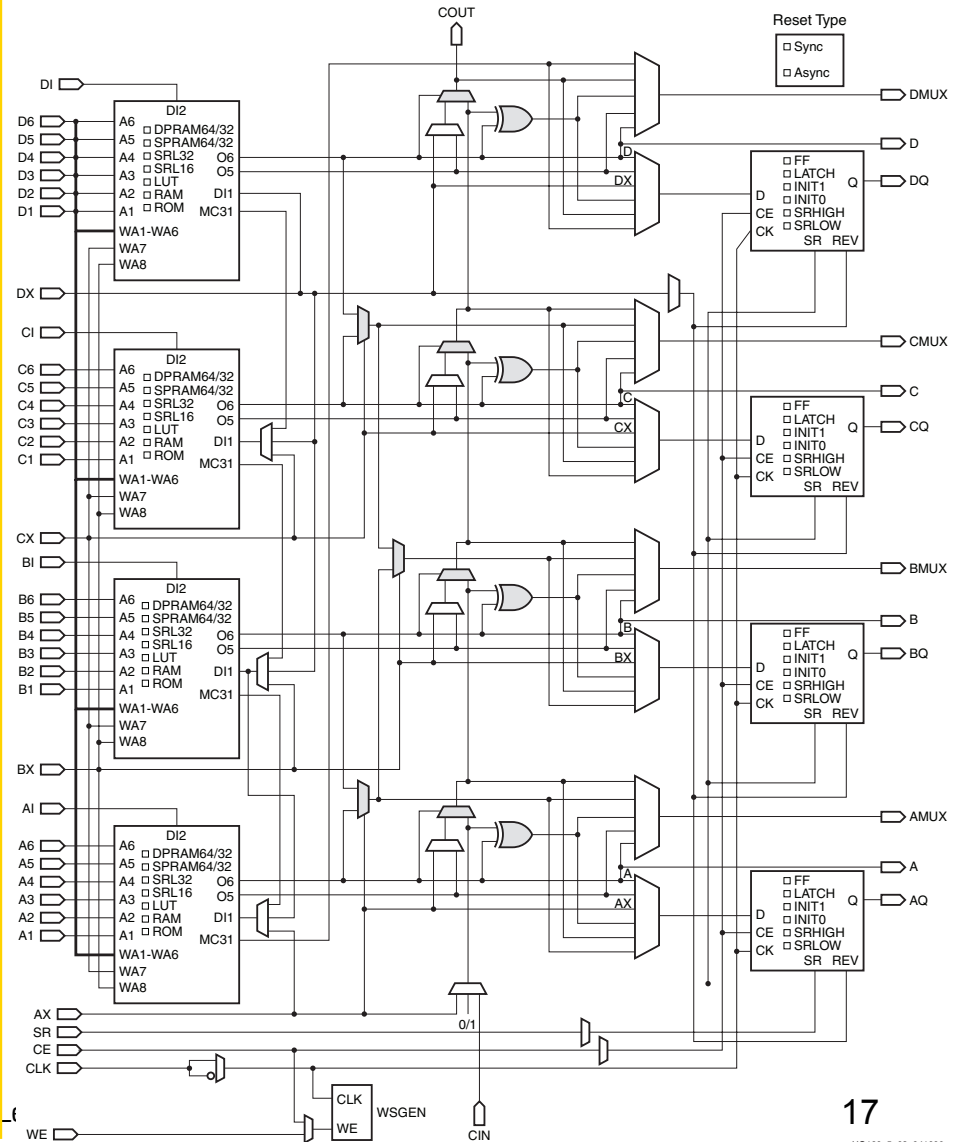 COUT
Reset Type
□ Sync
□ Async
DI
DI2
D6
D5
D4
D3
D2
D1
A6
A5
A4
A3
A2
A1
WA1-WA6
WA7
WA8
□ DPRAM64/32
□ SPRAM64/32
□ SRL32
□ SRL16
□ LUT
□ RAM
□ ROM
O6
O5
DI1
MC31
D
DX
DMUX
D
□ FF
□ LATCH
□ INIT1
□ INIT0
□ SRHIGH
□ SRLOW
D
CE
CK
Q
SR REV
DQ
DX
CI
DI2
C6
C5
C4
C3
C2
C1
A6
A5
A4
A3
A2
A1
WA1-WA6
WA7
WA8
□ DPRAM64/32
□ SPRAM64/32
□ SRL32
□ SRL16
□ LUT
□ RAM
□ ROM
O6
O5
DI1
MC31
C
CX
CMUX
C
□ FF
□ LATCH
□ INIT1
□ INIT0
□ SRHIGH
□ SRLOW
D
CE
CK
Q
SR REV
CQ
CX
BI
DI2
B6
B5
B4
B3
B2
B1
A6
A5
A4
A3
A2
A1
WA1-WA6
WA7
WA8
□ DPRAM64/32
□ SPRAM64/32
□ SRL32
□ SRL16
□ LUT
□ RAM
□ ROM
O6
O5
DI1
MC31
B
BX
BMUX
B
□ FF
□ LATCH
□ INIT1
□ INIT0
□ SRHIGH
□ SRLOW
D
CE
CK
Q
SR REV
BQ
BX
AI
DI2
A6
A5
A4
A3
A2
A1
A6
A5
A4
A3
A2
A1
WA1-WA6
WA7
WA8
□ DPRAM64/32
□ SPRAM64/32
□ SRL32
□ SRL16
□ LUT
□ RAM
□ ROM
O6
O5
DI1
MC31
A
AX
AMUX
A
□ FF
□ LATCH
□ INIT1
□ INIT0
□ SRHIGH
□ SRLOW
D
CE
CK
Q
SR REV
AQ
AX
SR
CE
CLK
0/1
CLK
WE
WSGEN
WE
CIN
17